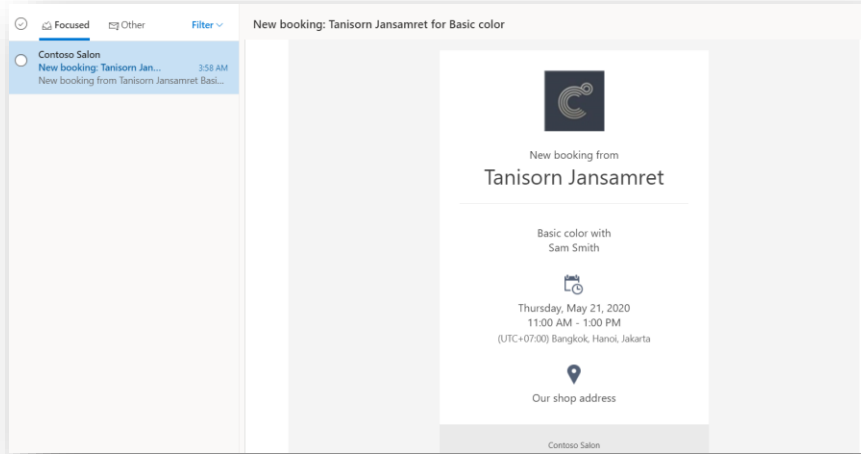 Focused
Other
Filter
New booking: Tanisorn Jansamret for Basic color
Contoso Salon
New booking: Tanisorn Jan... 3:58 AM
New booking from Tanisorn Jansamret Basi...
C
New booking from
Tanisorn Jansamret
Basic color with
Sam Smith
Thursday, May 21, 2020
11:00 AM - 1:00 PM
(UTC+07:00) Bangkok, Hanoi, Jakarta
Our shop address
Contoso Salon